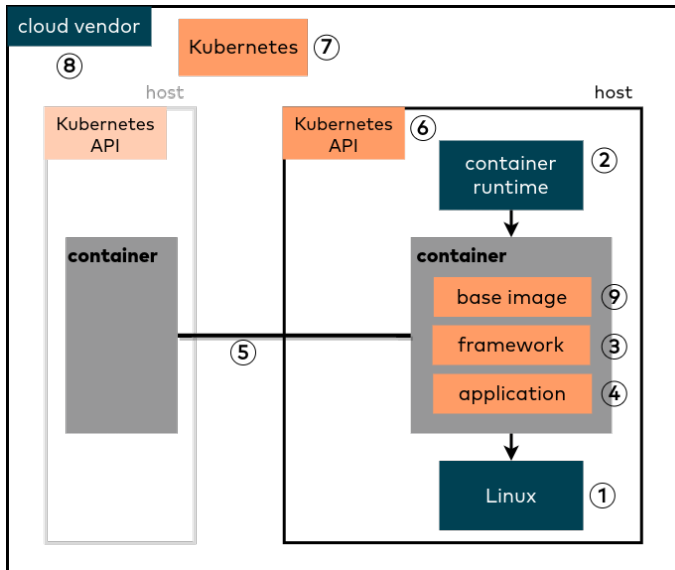 cloud vendor
⑧
Kubernetes ⑦
host
host
Kubernetes
API
Kubernetes
API
⑥
container
runtime
②
container
container
base image ⑨
framework ③
⑤
application ④
Linux ①